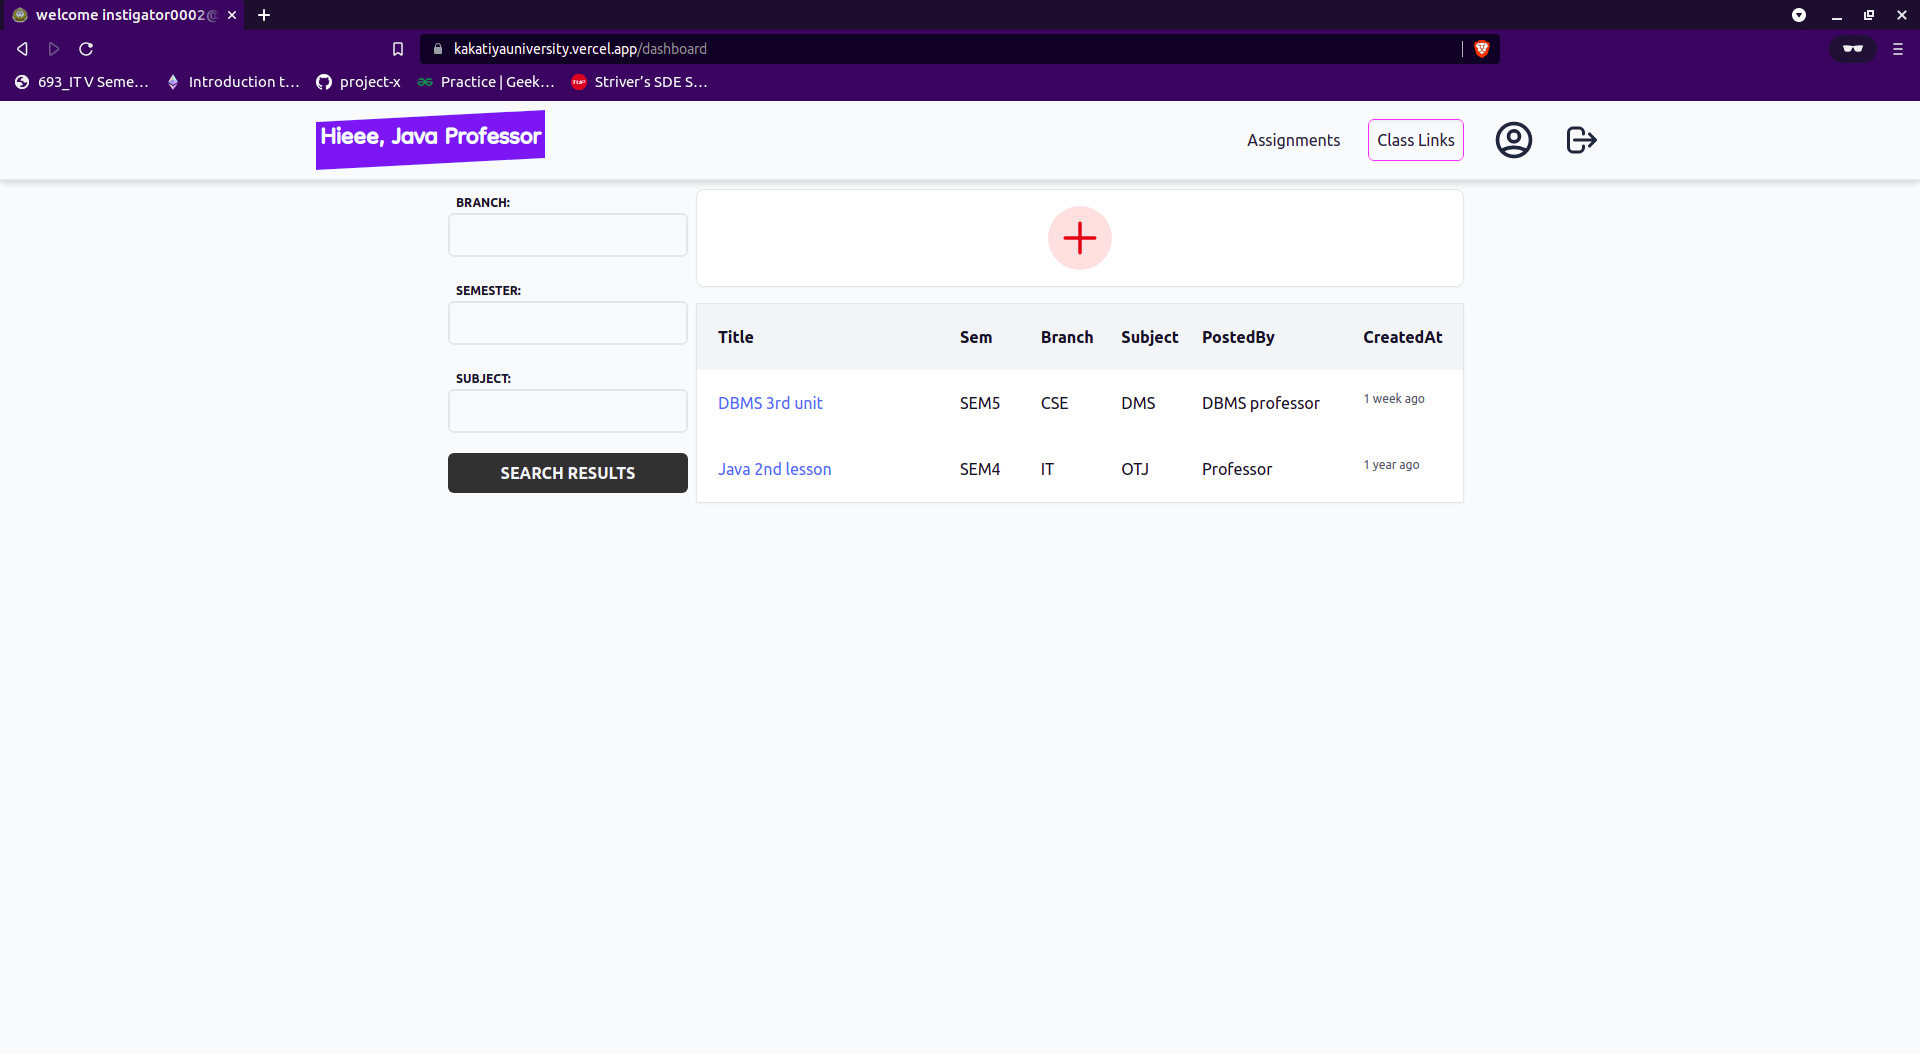 welcome instigator0002@
kakatiyauniversity.vercel.app/dashboard
693_IT V Seme... Introduction t... project-x Practice | Geek... Striver's SDE S...
Hieee, Java Professor
Assignments Class Links
BRANCH:
SEMESTER:
SUBJECT:
SEARCH RESULTS
Title Sem Branch Subject PostedBy CreatedAt
DBMS 3rd unit SEM5 CSE DMS DBMS professor 1 week ago
Java 2nd lesson SEM4 IT OTJ Professor 1 year ago